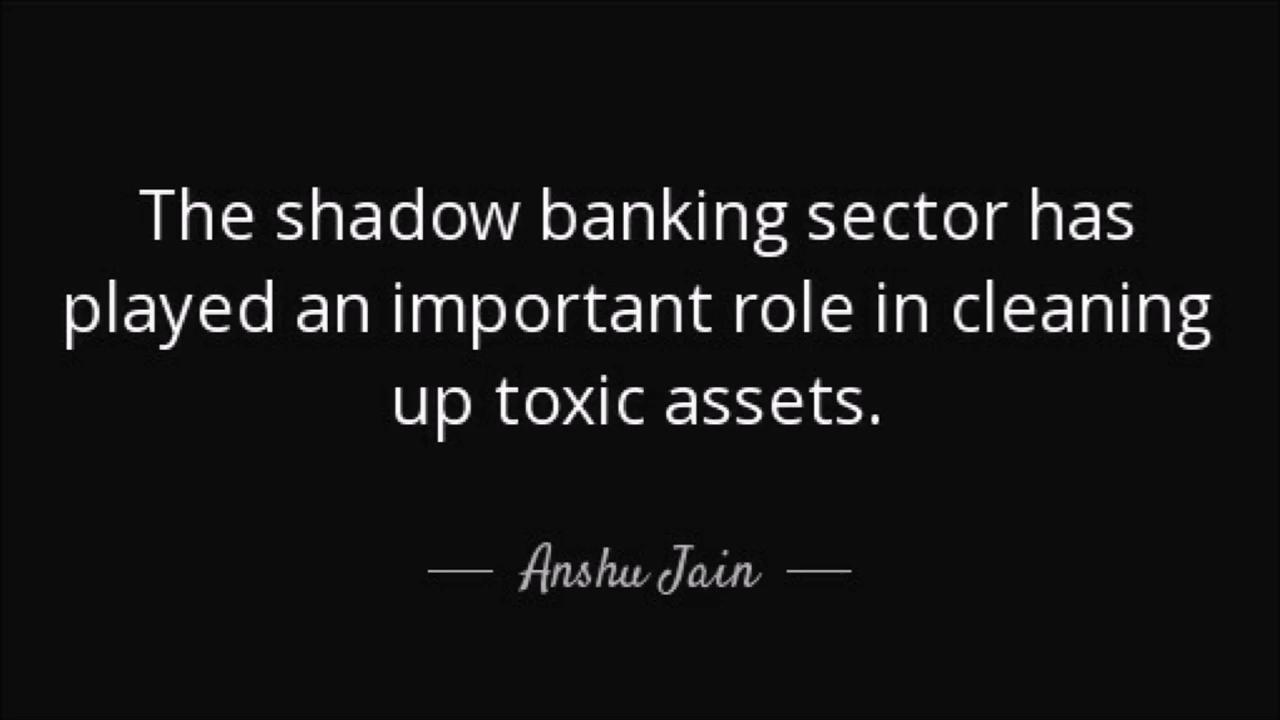 The shadow banking sector has
played an important role in cleaning
up toxic assets.
Anshu Jain